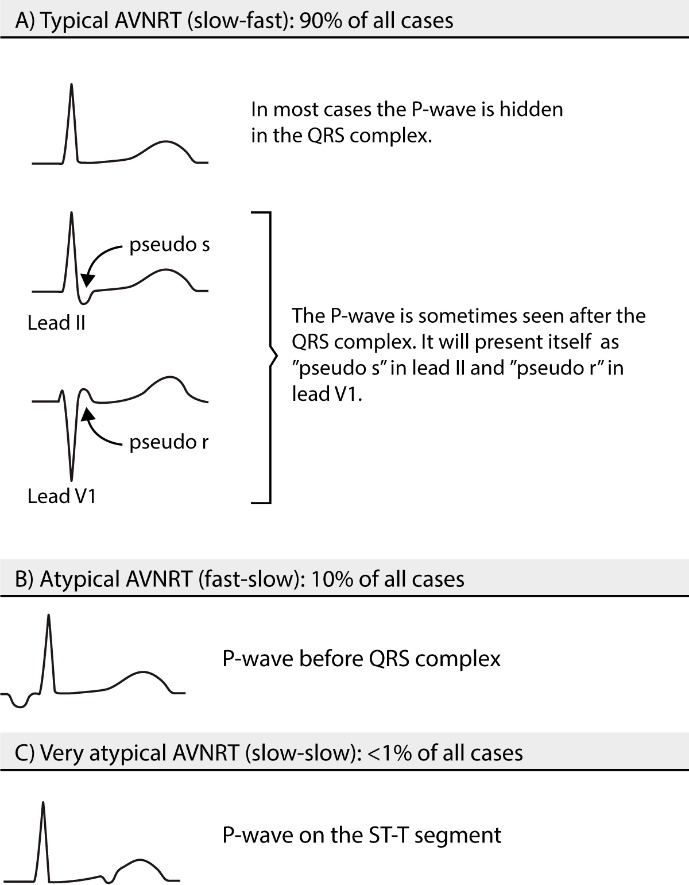 A) Typical AVNRT (slow-fast): 90% of all cases
In most cases the P-wave is hidden
in the QRS complex.
pseudo s
Lead II
The P-wave is sometimes seen after the
QRS complex. It will present itself as
”pseudo s” in lead II and ”pseudo r” in
lead V1.
pseudo r
Lead V1
B) Atypical AVNRT (fast-slow): 10% of all cases
P-wave before QRS complex
C) Very atypical AVNRT (slow-slow): <1% of all cases
P-wave on the ST-T segment